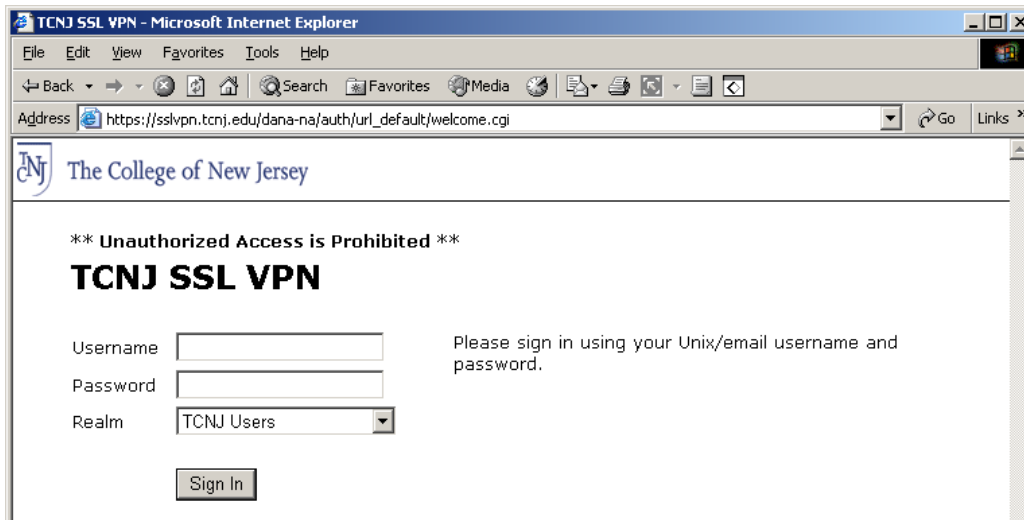 TCNJ SSL VPN - Microsoft Internet Explorer
File Edit View Favorites Tools Help
Back Search Favorites Media
Address https://sslvpn.tcnj.edu/dana-na/auth/url_default/welcome.cgi Go Links »
TCNJ The College of New Jersey
** Unauthorized Access is Prohibited **
TCNJ SSL VPN
Username Please sign in using your Unix/email username and
password.
Password
Realm TCNJ Users
Sign In